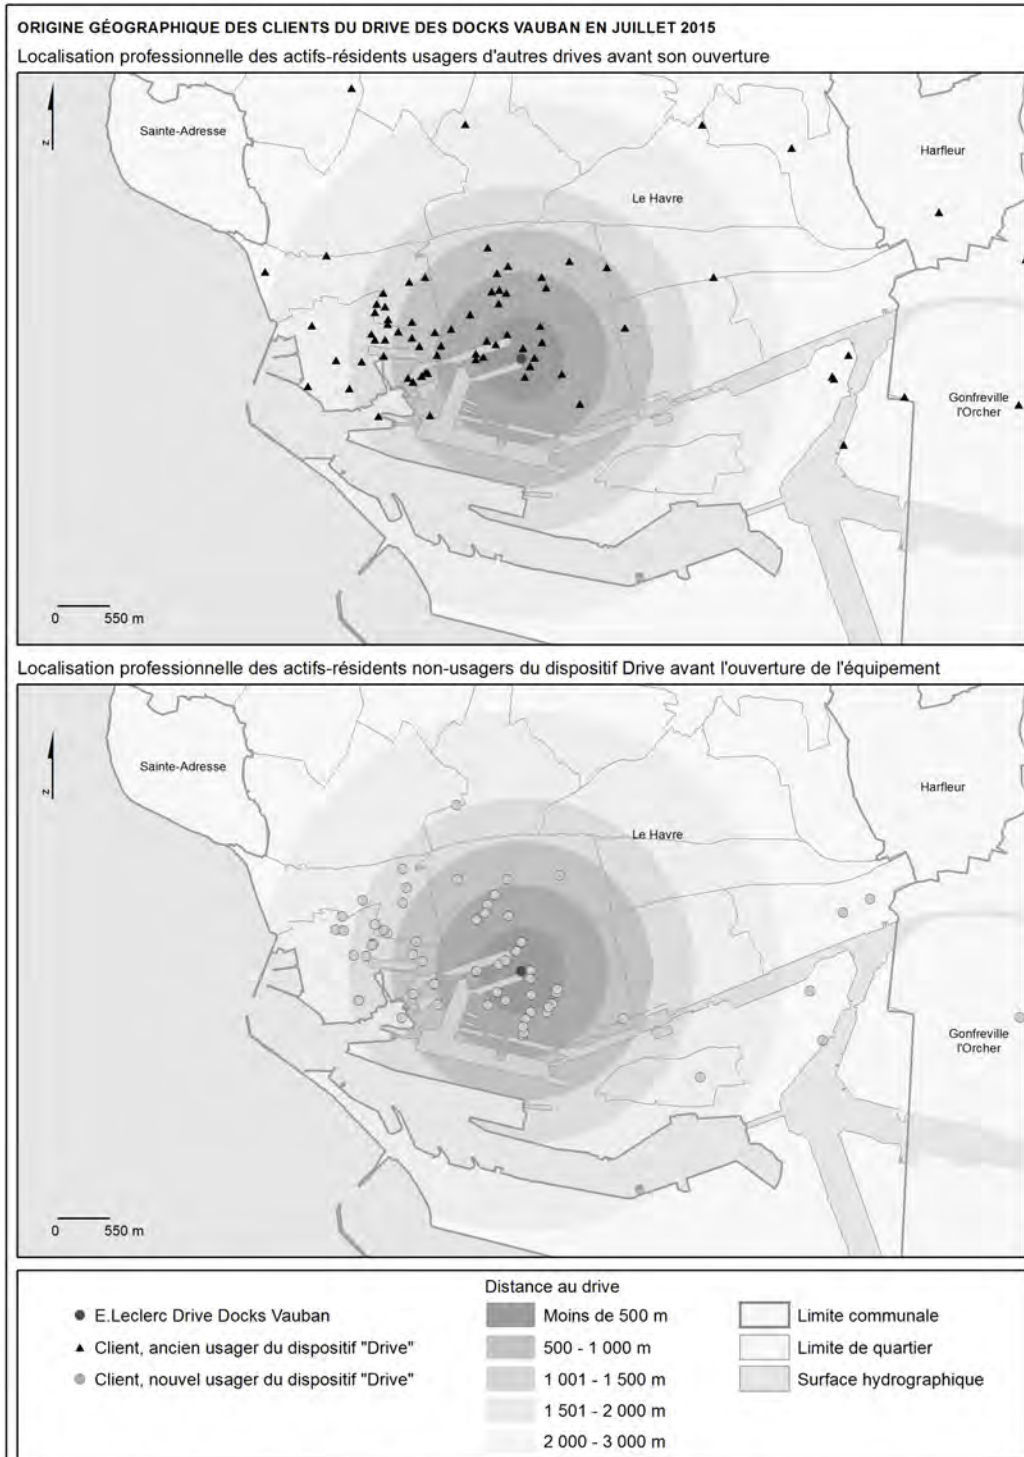 ORIGINE GÉOGRAPHIQUE DES CLIENTS DU DRIVE DES DOCKS VAUBAN EN JUILLET 2015
Localisation professionnelle des actifs-résidents usagers d'autres drives avant son ouverture
Sainte-Adresse
Harfleur
Le Havre
Gonfreville
l'Orcher
N
0 550 m
Localisation professionnelle des actifs-résidents non-usagers du dispositif Drive avant l'ouverture de l'équipement
Sainte-Adresse
Harfleur
Le Havre
Gonfreville
l'Orcher
N
0 550 m
E.Leclerc Drive Docks Vauban
Client, ancien usager du dispositif "Drive"
Client, nouvel usager du dispositif "Drive"
Distance au drive
Moins de 500 m
500 - 1 000 m
1 001 - 1 500 m
1 501 - 2 000 m
2 000 - 3 000 m
Limite communale
Limite de quartier
Surface hydrographique